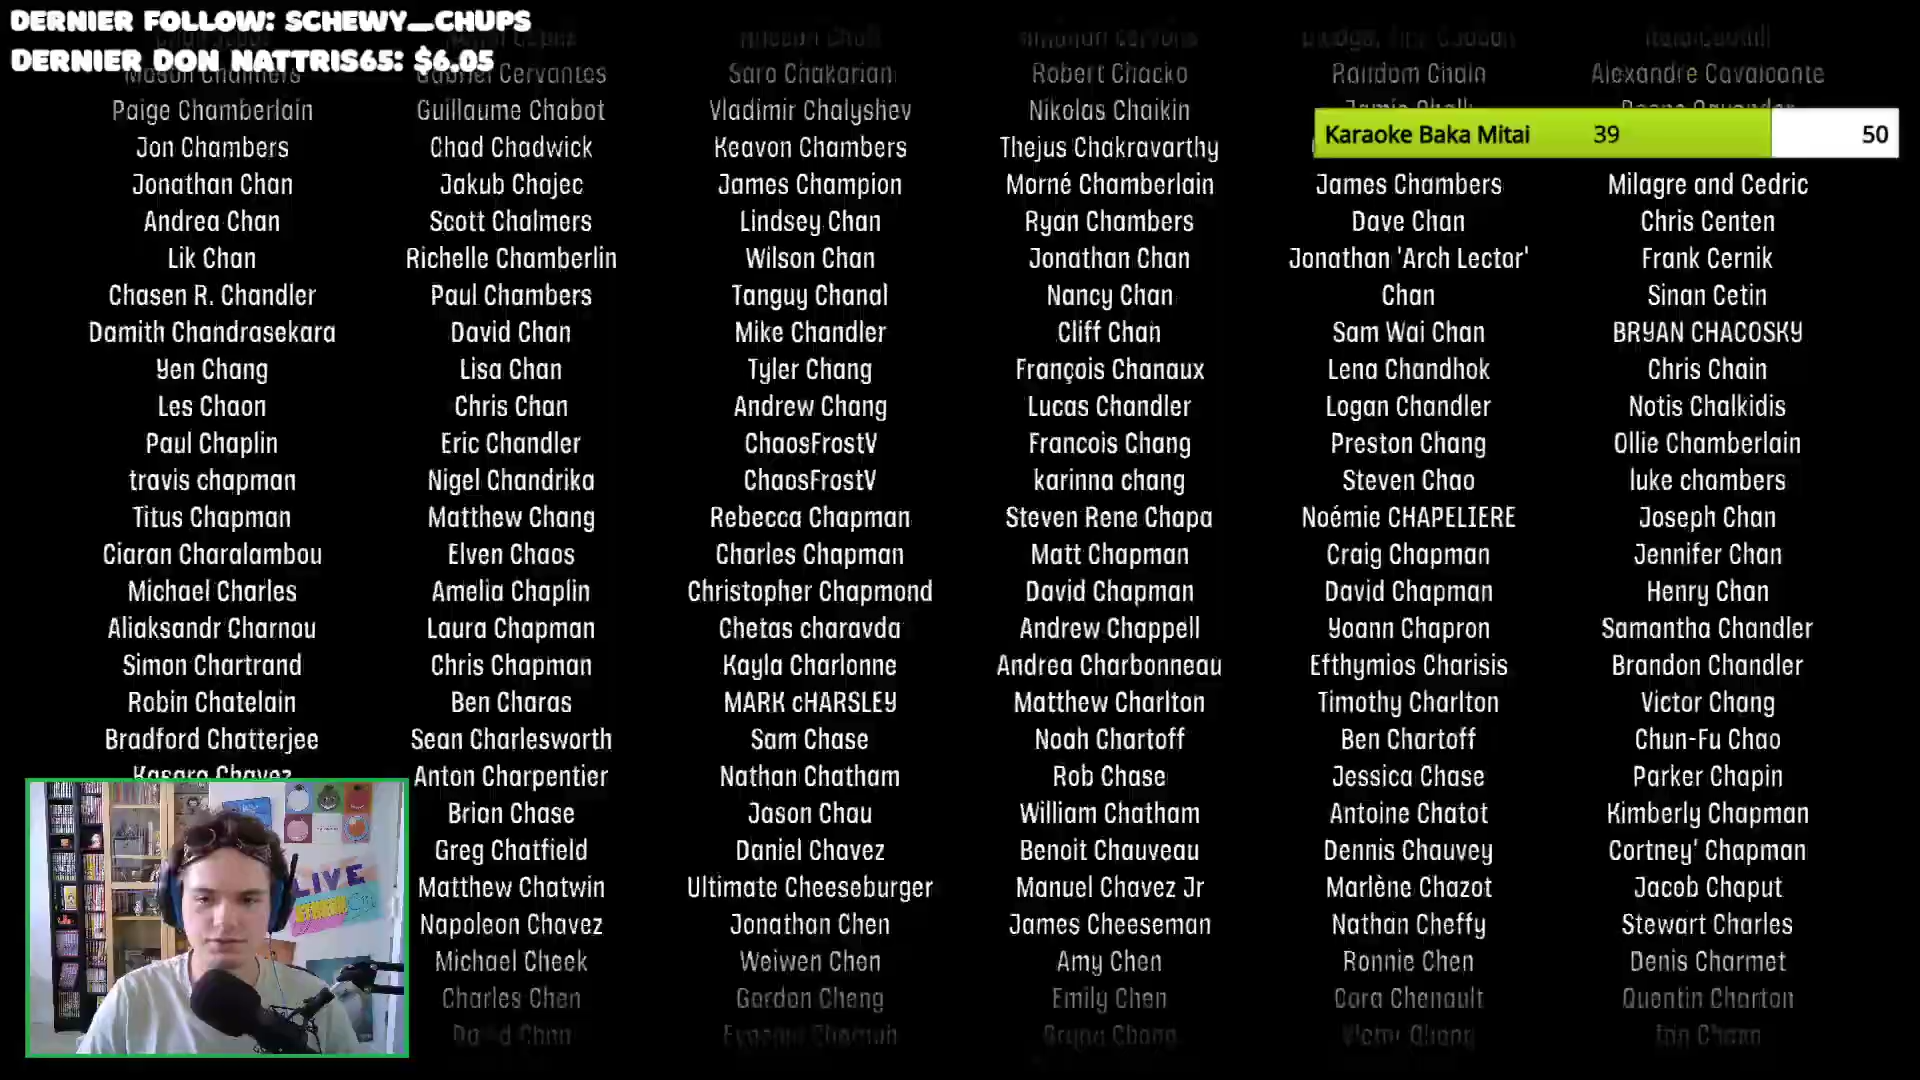 DERNIER FOLLOW: SCHEWY_CHUPS
DERNIER DON NATTRIS65: $6.05
Mason Chalmers
Gabriel Cervantes
Sara Chakarian
Robert Chacko
Random Chain
Alexandre Cavalcante
Paige Chamberlain
Guillaume Chabot
Vladimir Chalyshev
Nikolas Chaikin
Karaoke Baka Mitai 39 50
Jon Chambers
Chad Chadwick
Keavon Chambers
Thejus Chakravarthy
Jonathan Chan
Jakub Chajec
James Champion
Morné Chamberlain
James Chambers
Milagre and Cedric
Andrea Chan
Scott Chalmers
Lindsey Chan
Ryan Chambers
Dave Chan
Chris Centen
Lik Chan
Richelle Chamberlin
Wilson Chan
Jonathan Chan
Jonathan 'Arch Lector'
Frank Cernik
Chasen R. Chandler
Paul Chambers
Tanguy Chanal
Nancy Chan
Chan
Sinan Cetin
Damith Chandrasekara
David Chan
Mike Chandler
Cliff Chan
Sam Wai Chan
BRYAN CHACOSKY
Yen Chang
Lisa Chan
Tyler Chang
François Chanaux
Lena Chandhok
Chris Chain
Les Chaon
Chris Chan
Andrew Chang
Lucas Chandler
Logan Chandler
Notis Chalkidis
Paul Chaplin
Eric Chandler
ChaosFrostV
Francois Chang
Preston Chang
Ollie Chamberlain
travis chapman
Nigel Chandrika
ChaosFrostV
karinna chang
Steven Chao
luke chambers
Titus Chapman
Matthew Chang
Rebecca Chapman
Steven Rene Chapa
Noémie CHAPELIERE
Joseph Chan
Ciaran Charalambou
Elven Chaos
Charles Chapman
Matt Chapman
Craig Chapman
Jennifer Chan
Michael Charles
Amelia Chaplin
Christopher Chapmond
David Chapman
David Chapman
Henry Chan
Aliaksandr Charnou
Laura Chapman
Chetas charavda
Andrew Chappell
Yoann Chapron
Samantha Chandler
Simon Chartrand
Chris Chapman
Kayla Charlonne
Andrea Charbonneau
Efthymios Charisis
Brandon Chandler
Robin Chatelain
Ben Charas
MARK cHARSLEY
Matthew Charlton
Timothy Charlton
Victor Chang
Bradford Chatterjee
Sean Charlesworth
Sam Chase
Noah Chartoff
Ben Chartoff
Chun-Fu Chao
Kasara Chavez
Anton Charpentier
Nathan Chatham
Rob Chase
Jessica Chase
Parker Chapin
Brian Chase
Jason Chau
William Chatham
Antoine Chatot
Kimberly Chapman
Greg Chatfield
Daniel Chavez
Benoit Chauveau
Dennis Chauvey
Cortney' Chapman
LIVE
Matthew Chatwin
Ultimate Cheeseburger
Manuel Chavez Jr
Marlène Chazot
Jacob Chaput
Napoleon Chavez
Jonathan Chen
James Cheeseman
Nathan Cheffy
Stewart Charles
Michael Cheek
Weiwen Chen
Amy Chen
Ronnie Chen
Denis Charmet
Charles Chen
Gordon Cheng
Emily Chen
Cora Chenault
Quentin Charton